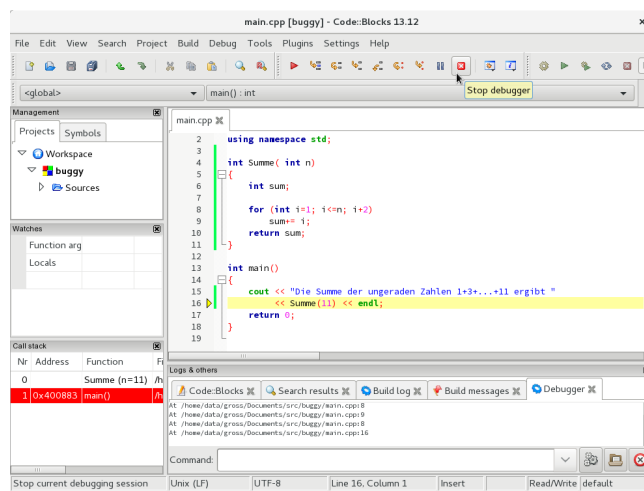 main.cpp [buggy] - Code::Blocks 13.12
File Edit View Search Project Build Debug Tools Plugins Settings Help
Stop debugger
<global>
main() : int
Management
Projects Symbols
Workspace
buggy
Sources
Watches
Function arg
Locals
Call stack
Nr Address Function Fi
0 Summe (n=11) /h
1 0x400883 main() /h
main.cpp
2 using namespace std;
3
4 int Summe( int n)
5 {
6 int sum;
7
8 for (int i=1; i<=n; i+2)
9 sum+= i;
10 return sum;
11 }
12
13 int main()
14 {
15 cout << "Die Summe der ungeraden Zahlen 1+3+...+11 ergibt "
16 << Summe(11) << endl;
17 return 0;
18 }
19
Logs & others
Code::Blocks Search results Build log Build messages Debugger
At /home/data/gross/Documents/src/buggy/main.cpp:8
At /home/data/gross/Documents/src/buggy/main.cpp:9
At /home/data/gross/Documents/src/buggy/main.cpp:8
At /home/data/gross/Documents/src/buggy/main.cpp:16
Command:
Stop current debugging session Unix (LF) UTF-8 Line 16, Column 1 Insert Read/Write default